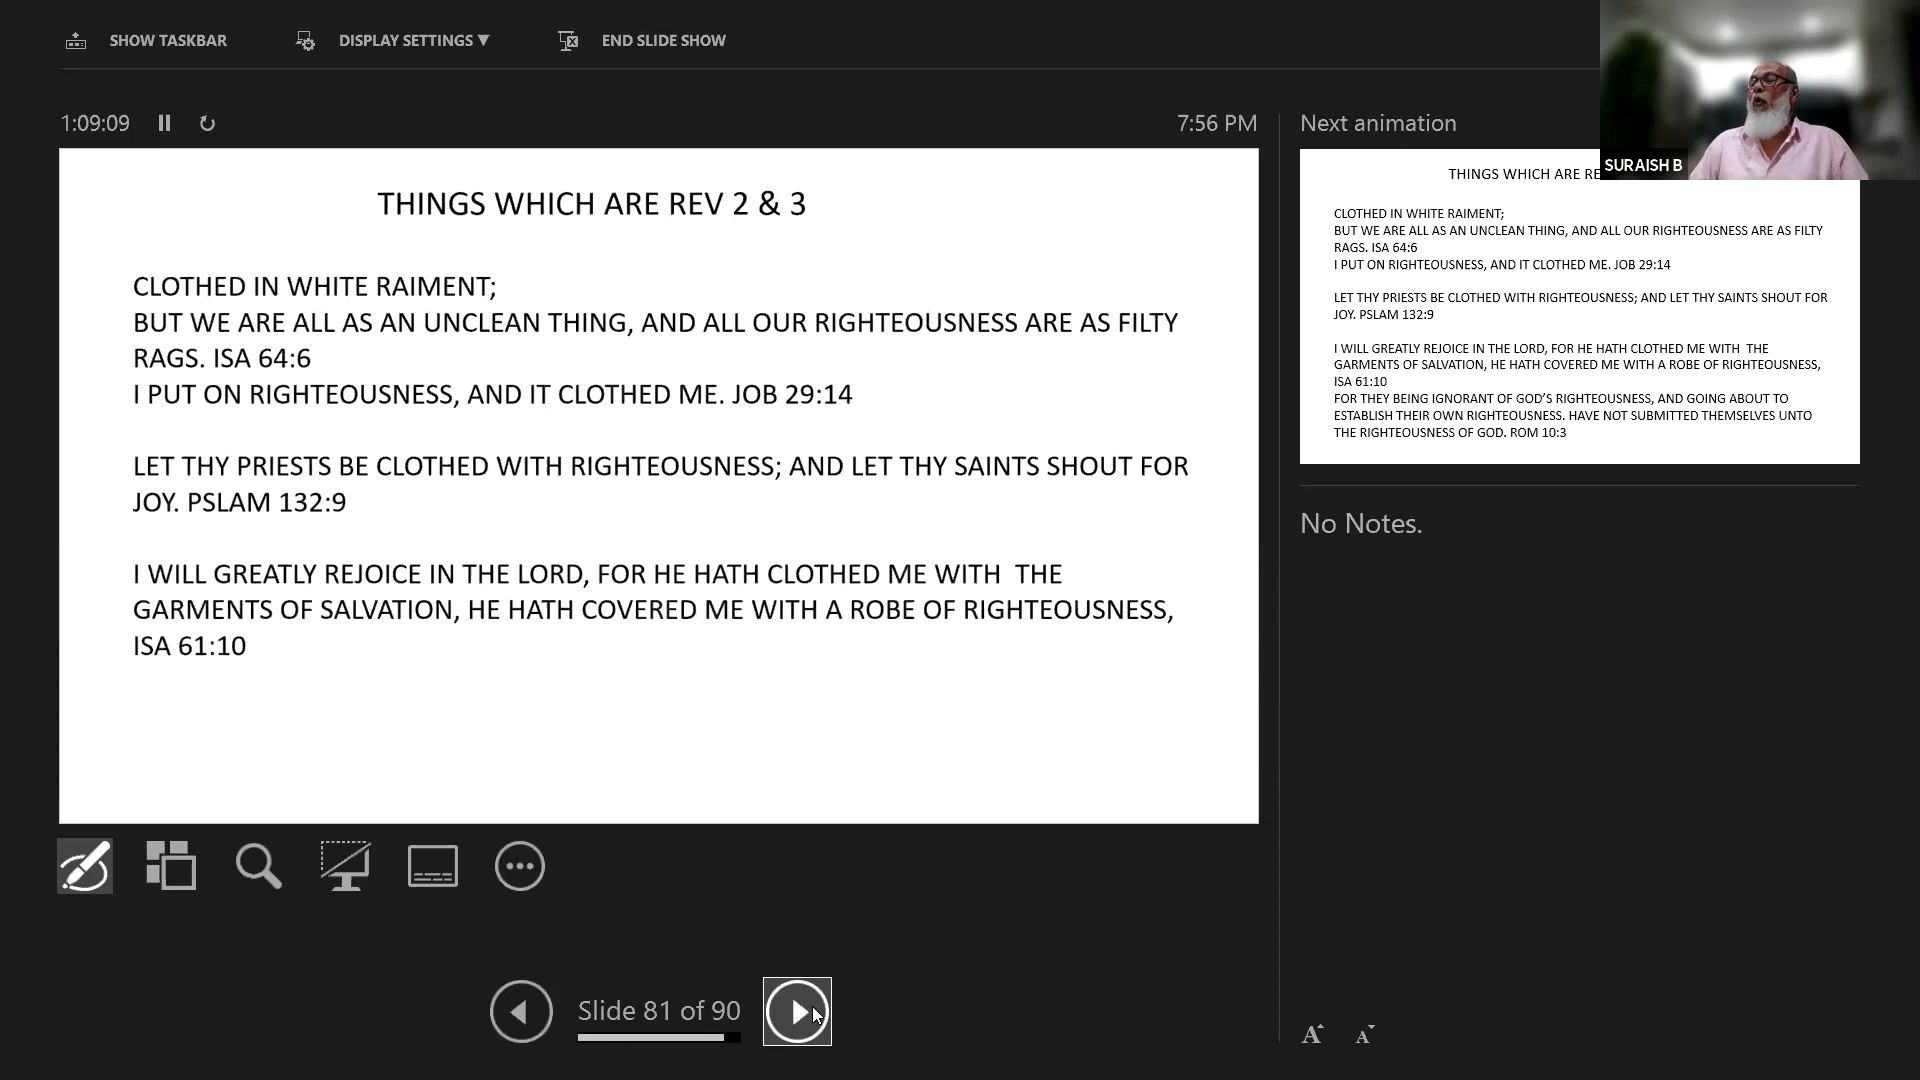 SHOW TASKBAR
DISPLAY SETTINGS ▼
END SLIDE SHOW
1:09:09
7:56 PM
Next animation
SURAISH B
THINGS WHICH ARE REV 2 & 3
CLOTHED IN WHITE RAIMENT;
BUT WE ARE ALL AS AN UNCLEAN THING, AND ALL OUR RIGHTEOUSNESS ARE AS FILTY
RAGS. ISA 64:6
I PUT ON RIGHTEOUSNESS, AND IT CLOTHED ME. JOB 29:14
LET THY PRIESTS BE CLOTHED WITH RIGHTEOUSNESS; AND LET THY SAINTS SHOUT FOR
JOY. PSLAM 132:9
I WILL GREATLY REJOICE IN THE LORD, FOR HE HATH CLOTHED ME WITH  THE
GARMENTS OF SALVATION, HE HATH COVERED ME WITH A ROBE OF RIGHTEOUSNESS,
ISA 61:10
THINGS WHICH ARE RE
CLOTHED IN WHITE RAIMENT;
BUT WE ARE ALL AS AN UNCLEAN THING, AND ALL OUR RIGHTEOUSNESS ARE AS FILTY
RAGS. ISA 64:6
I PUT ON RIGHTEOUSNESS, AND IT CLOTHED ME. JOB 29:14
LET THY PRIESTS BE CLOTHED WITH RIGHTEOUSNESS; AND LET THY SAINTS SHOUT FOR
JOY. PSLAM 132:9
I WILL GREATLY REJOICE IN THE LORD, FOR HE HATH CLOTHED ME WITH  THE
GARMENTS OF SALVATION, HE HATH COVERED ME WITH A ROBE OF RIGHTEOUSNESS,
ISA 61:10
FOR THEY BEING IGNORANT OF GOD’S RIGHTEOUSNESS, AND GOING ABOUT TO
ESTABLISH THEIR OWN RIGHTEOUSNESS. HAVE NOT SUBMITTED THEMSELVES UNTO
THE RIGHTEOUSNESS OF GOD. ROM 10:3
No Notes.
Slide 81 of 90
A A